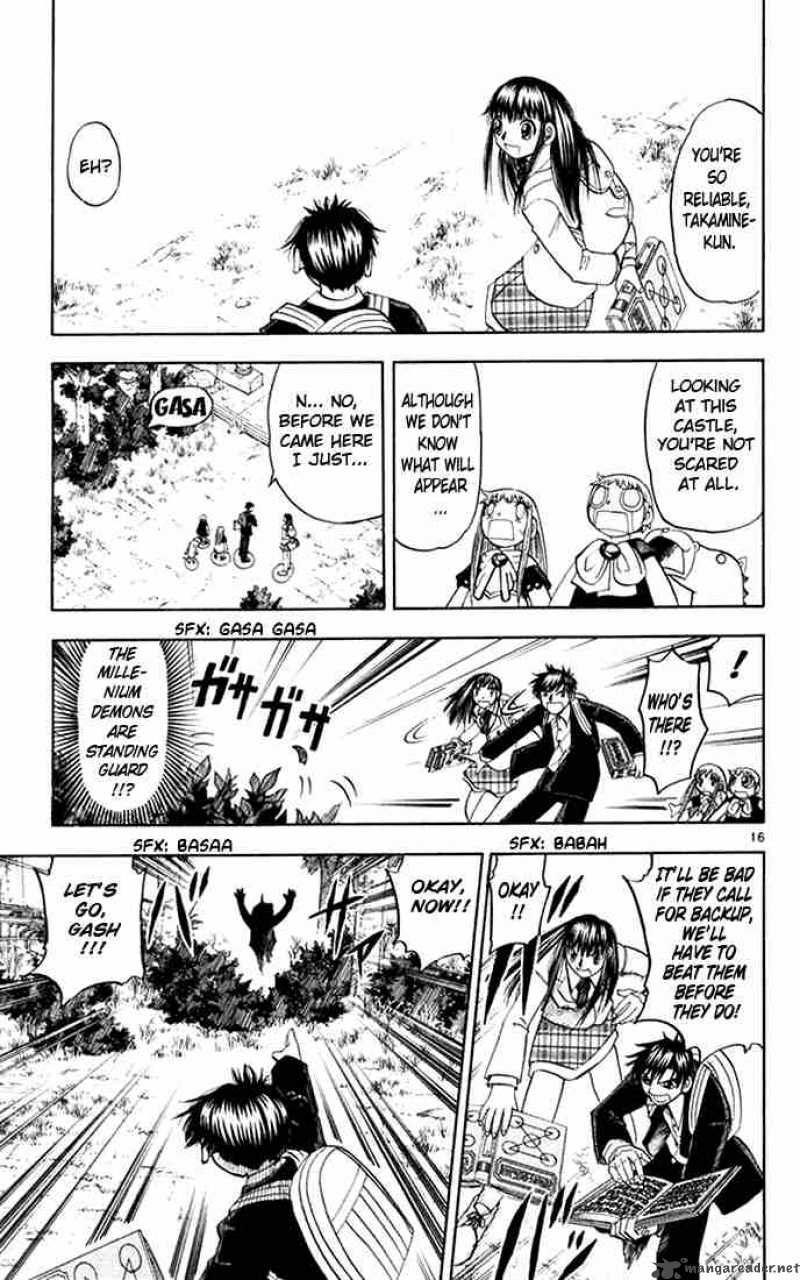 YOU'RE
SO
RELIABLE,
TAKAMINE-
KUN.
EH?
LOOKING
AT THIS
CASTLE,
YOU'RE NOT
SCARED
AT ALL.
ALTHOUGH
WE DON'T
KNOW
WHAT WILL
APPEAR
...
N... NO,
BEFORE WE
CAME HERE
I JUST...
GASA
SFX: GASA GASA
!
WHO'S
THERE
!!?
ガサガサ
THE
MILLE-
NIUM
DEMONS
ARE
STANDING
GUARD
!!?
16
SFX: BABAH
IT'LL BE BAD
IF THEY CALL
FOR BACKUP,
WE'LL
HAVE TO
BEAT THEM
BEFORE
THEY DO!
OKAY
!!
SFX: BASAA
OKAY,
NOW!!
LET'S
GO,
GASH
!!!
mangareader.net